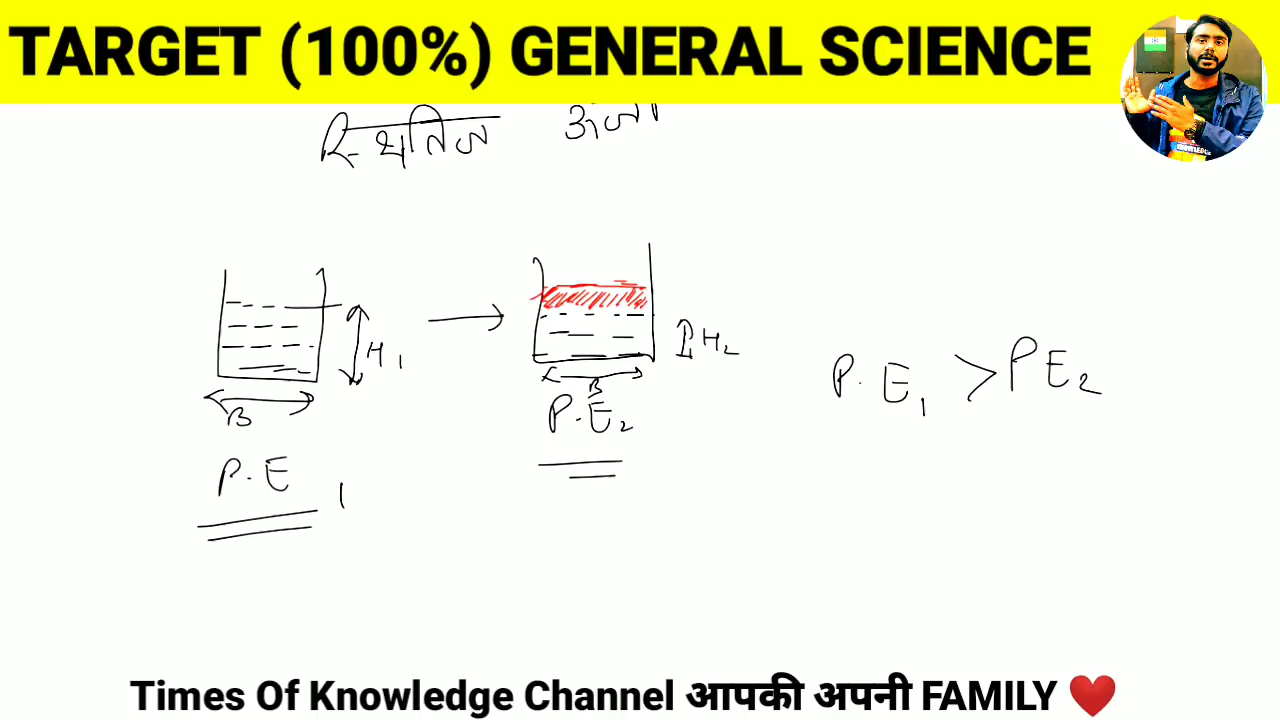 TARGET (100%) GENERAL SCIENCE
स्थितिज ऊर्जा
H1
H2
B
B
P.E2
P.E1
P.E1 > PE2
Times Of Knowledge Channel आपकी अपनी FAMILY ❤️